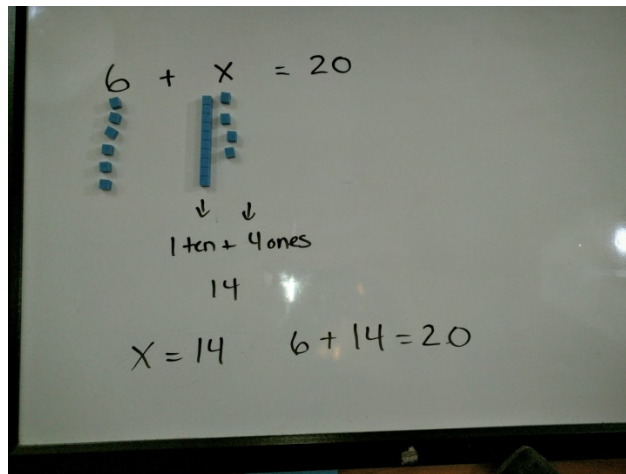 6 + x = 20
↓ ↓
1 ten + 4 ones
14
x = 14 6 + 14 = 20